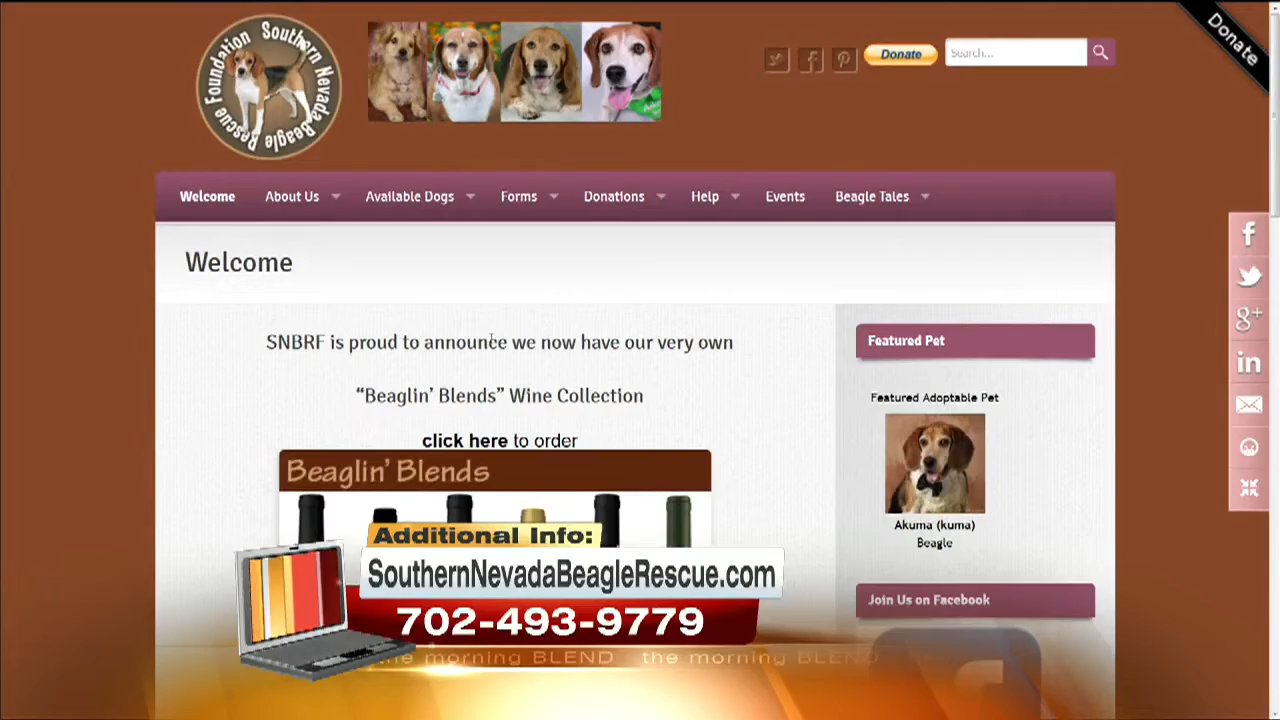 Southern Nevada Beagle Rescue Foundation
Donate
Search...
Donate
Welcome
About Us
Available Dogs
Forms
Donations
Help
Events
Beagle Tales
Welcome
SNBRF is proud to announce we now have our very own
“Beaglin’ Blends” Wine Collection
click here to order
Beaglin’ Blends
Featured Pet
Featured Adoptable Pet
Akuma (kuma)
Beagle
Join Us on Facebook
Additional Info:
SouthernNevadaBeagleRescue.com
702-493-9779
the morning BLEND the morning BLEND